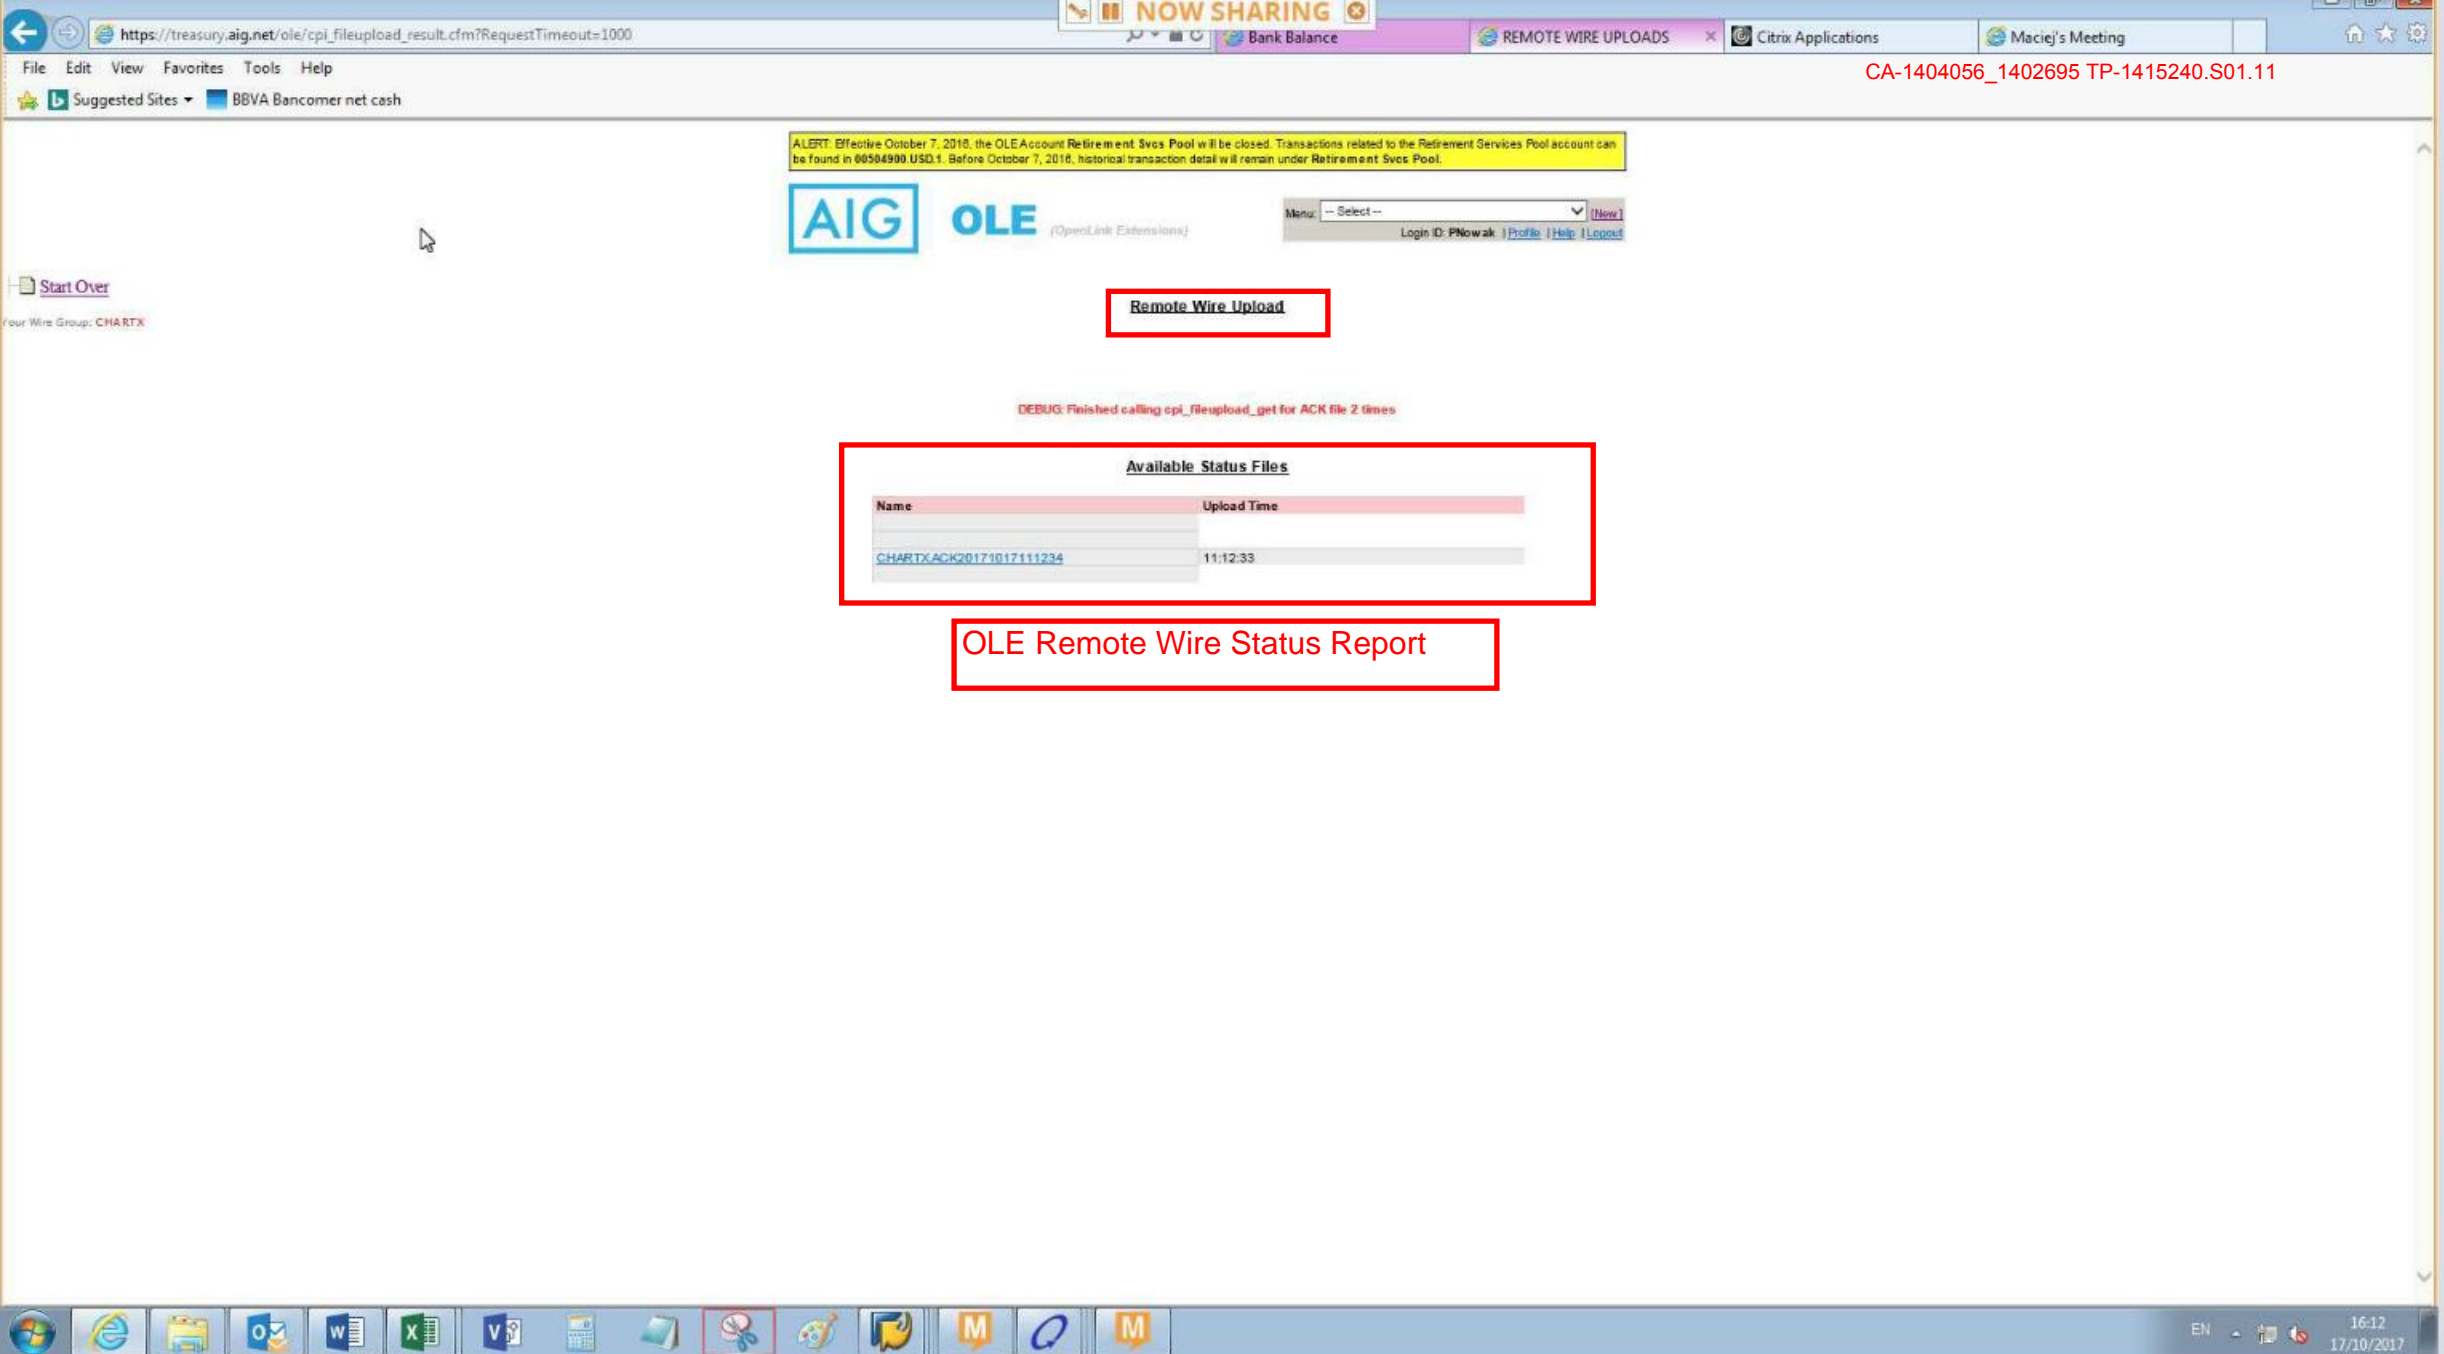 NOW SHARING
https://treasury.aig.net/ole/cpi_fileupload_result.cfm?RequestTimeout=1000
Bank Balance
REMOTE WIRE UPLOADS
Citrix Applications
Maciej's Meeting
File Edit View Favorites Tools Help
CA-1404056_1402695 TP-1415240.S01.11
Suggested Sites
BBVA Bancomer net cash
ALERT: Effective October 7, 2016, the OLE Account Retirement Svcs Pool will be closed. Transactions related to the Retirement Services Pool account can
be found in 00504900.USD.1. Before October 7, 2016, historical transaction detail will remain under Retirement Svcs Pool.
AIG
OLE (OpenLink Extensions)
Menu: -- Select -- [New]
Login ID: PNowak | Profile | Help | Logout
Start Over
Your Wire Group: CHARTX
Remote Wire Upload
DEBUG: Finished calling cpi_fileupload_get for ACK file 2 times
Available Status Files
Name Upload Time
CHARTX.ACK20171017111234 11:12:33
OLE Remote Wire Status Report
EN
16:12
17/10/2017